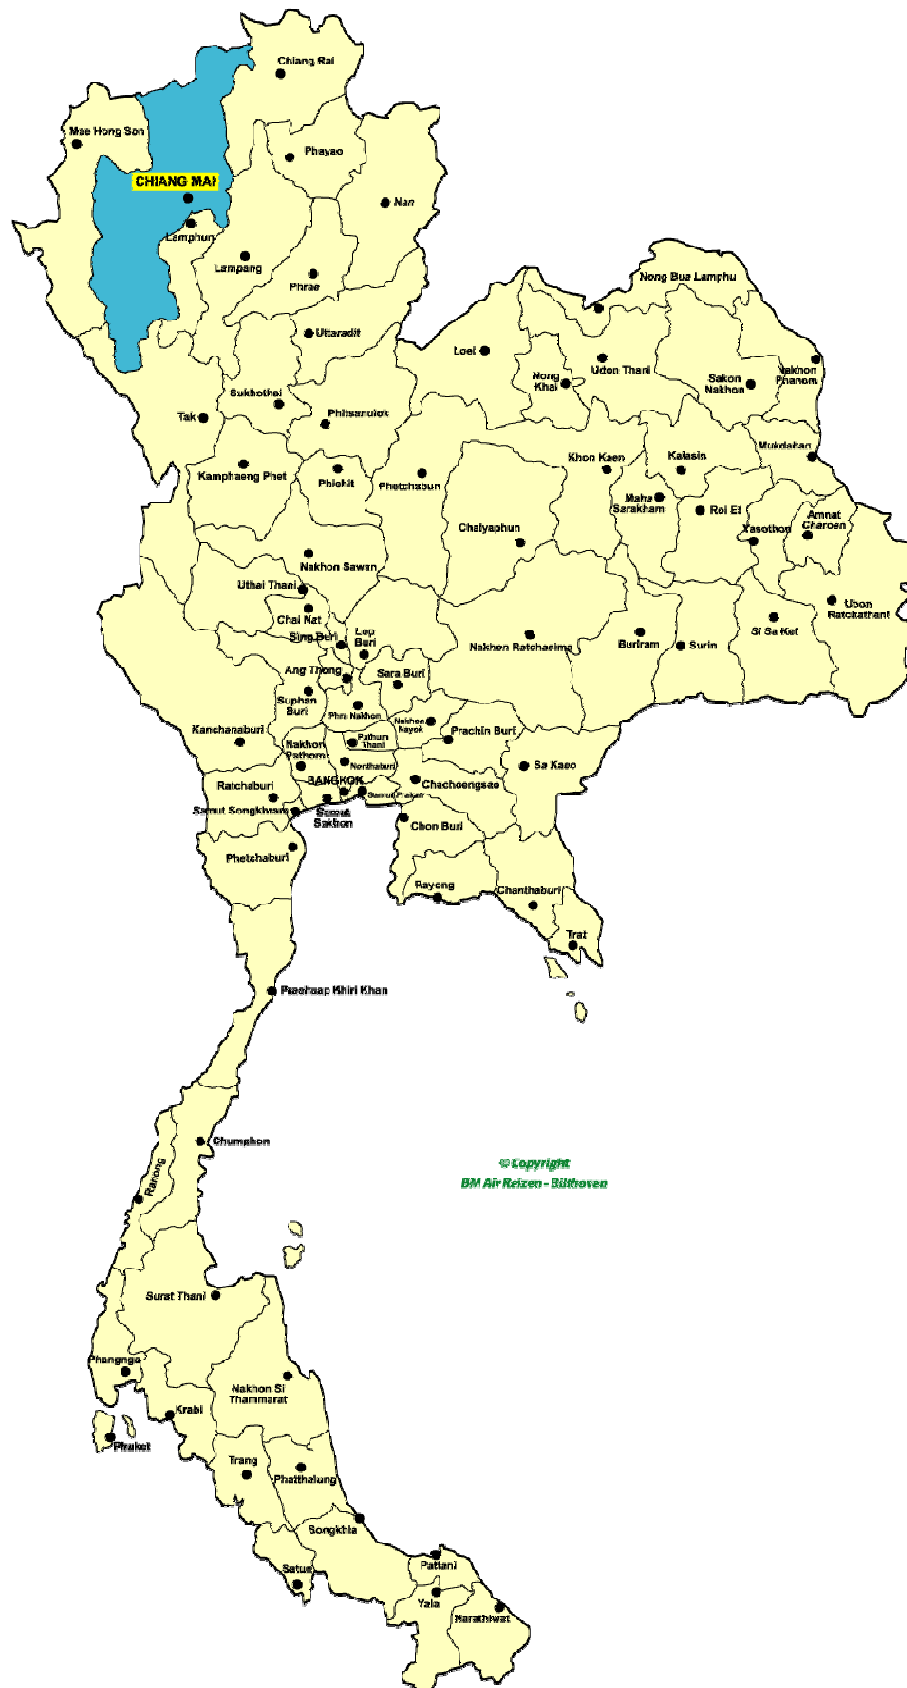 Chiang Rai
Mae Hong Son
Phayao
CHIANG MAI
Nan
Lamphun
Lampang
Phrae
Nong Bua Lamphu
Uttaradit
Loei
Udon Thani
Nakhon
Phanom
Nong
Khai
Sakon
Nakhon
Sukhothai
Tak
Phitsanulok
Mukdahan
Khon Kaen
Kalasin
Kamphaeng Phet
Phichit
Phetchabun
Maha
Sarakham
Roi Et
Amnat
Charoen
Chaiyaphun
Yasothon
Nakhon Sawan
Uthai Thani
Ubon
Ratchathani
Chai Nat
Si Sa Ket
Sing Buri
Lop
Buri
Nakhon Ratchasima
Buriram
Surin
Ang Thong
Sara Buri
Suphan
Buri
Phra Nakhon
Nakhon
Nayok
Kanchanaburi
Prachin Buri
Pathun
Thani
Nakhon
Pathom
Nonthaburi
Sa Kaeo
BANGKOK
Ratchaburi
Chachoengsao
Samut Songkhram
Samut
Sakhon
Chon Buri
Phetchaburi
Rayong
Chanthaburi
Trat
Prachuap Khiri Khan
Chumphon
© Copyright
BM Air Reizen - Bilthoven
Ranong
Surat Thani
Phangnga
Nakhon Si
Thammarat
Krabi
Phuket
Trang
Phatthalung
Songkhla
Pattani
Satun
Yala
Narathiwat